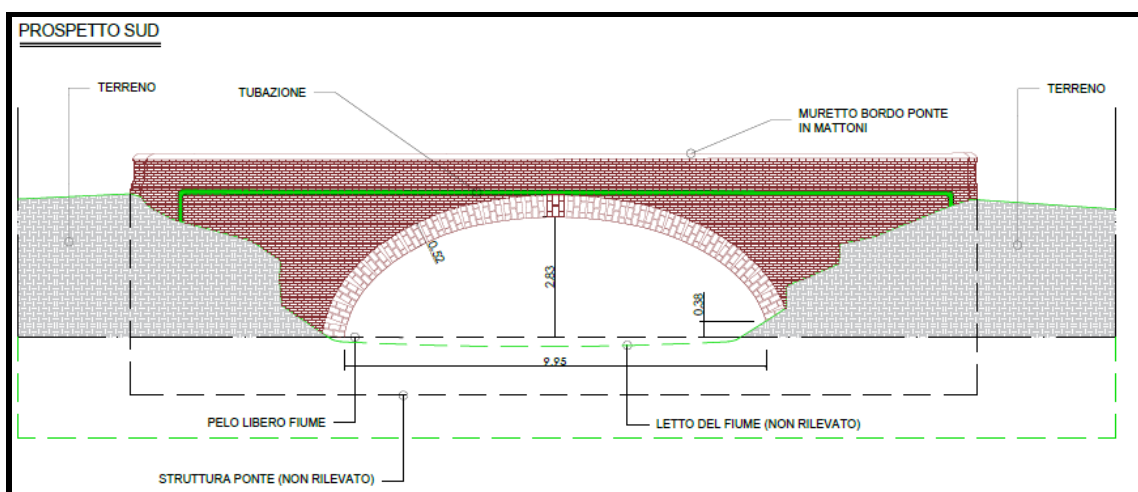 PROSPETTO SUD
TERRENO
TUBAZIONE
MURETTO BORDO PONTE
IN MATTONI
TERRENO
0.52
2.83
0.38
9.95
PELO LIBERO FIUME
LETTO DEL FIUME (NON RILEVATO)
STRUTTURA PONTE (NON RILEVATO)